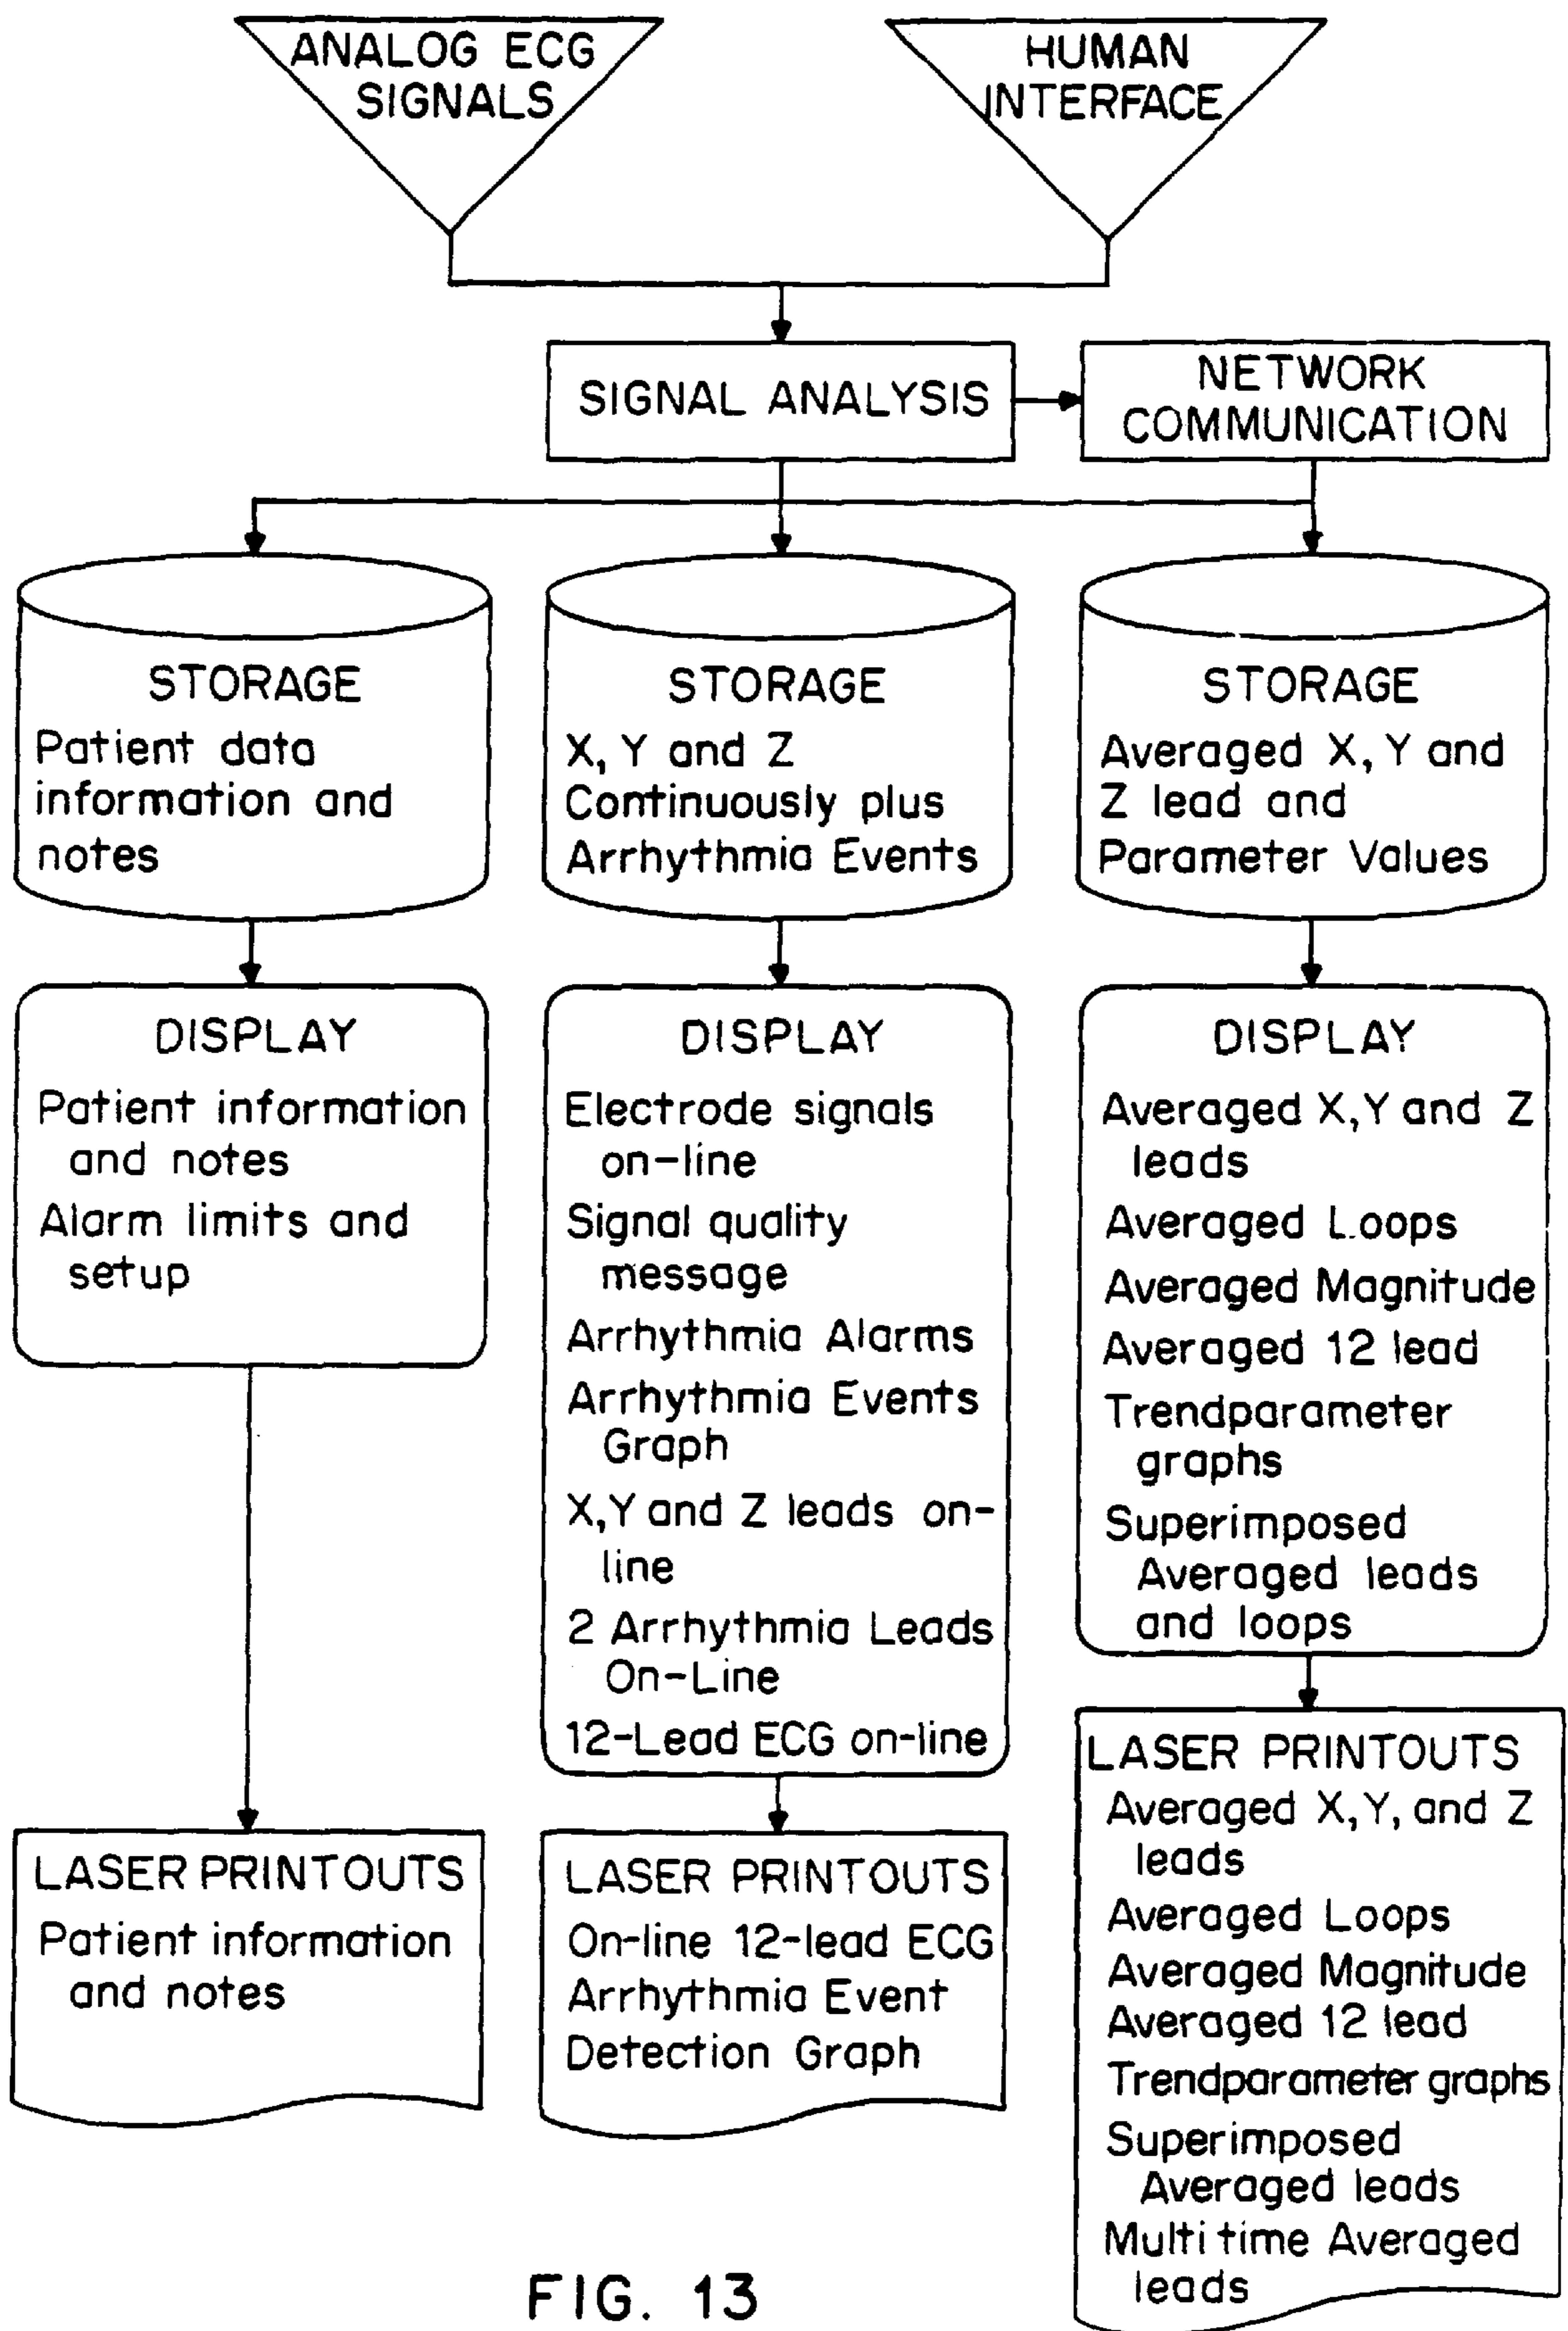 ANALOG ECG
SIGNALS
HUMAN
INTERFACE
SIGNAL ANALYSIS
NETWORK
COMMUNICATION
STORAGE
Patient data
information and
notes
STORAGE
X, Y and Z
Continuously plus
Arrhythmia Events
STORAGE
Averaged X, Y and
Z lead and
Parameter Values
DISPLAY
Patient information
and notes
Alarm limits and
setup
DISPLAY
Electrode signals
on-line
Signal quality
message
Arrhythmia Alarms
Arrhythmia Events
Graph
X, Y and Z leads on-
line
2 Arrhythmia Leads
On-Line
12-Lead ECG on-line
DISPLAY
Averaged X, Y and Z
leads
Averaged Loops
Averaged Magnitude
Averaged 12 lead
Trendparameter
graphs
Superimposed
Averaged leads
and loops
LASER PRINTOUTS
Patient information
and notes
LASER PRINTOUTS
On-line 12-lead ECG
Arrhythmia Event
Detection Graph
LASER PRINTOUTS
Averaged X, Y, and Z
leads
Averaged Loops
Averaged Magnitude
Averaged 12 lead
Trendparameter graphs
Superimposed
Averaged leads
Multi time Averaged
leads
FIG. 13